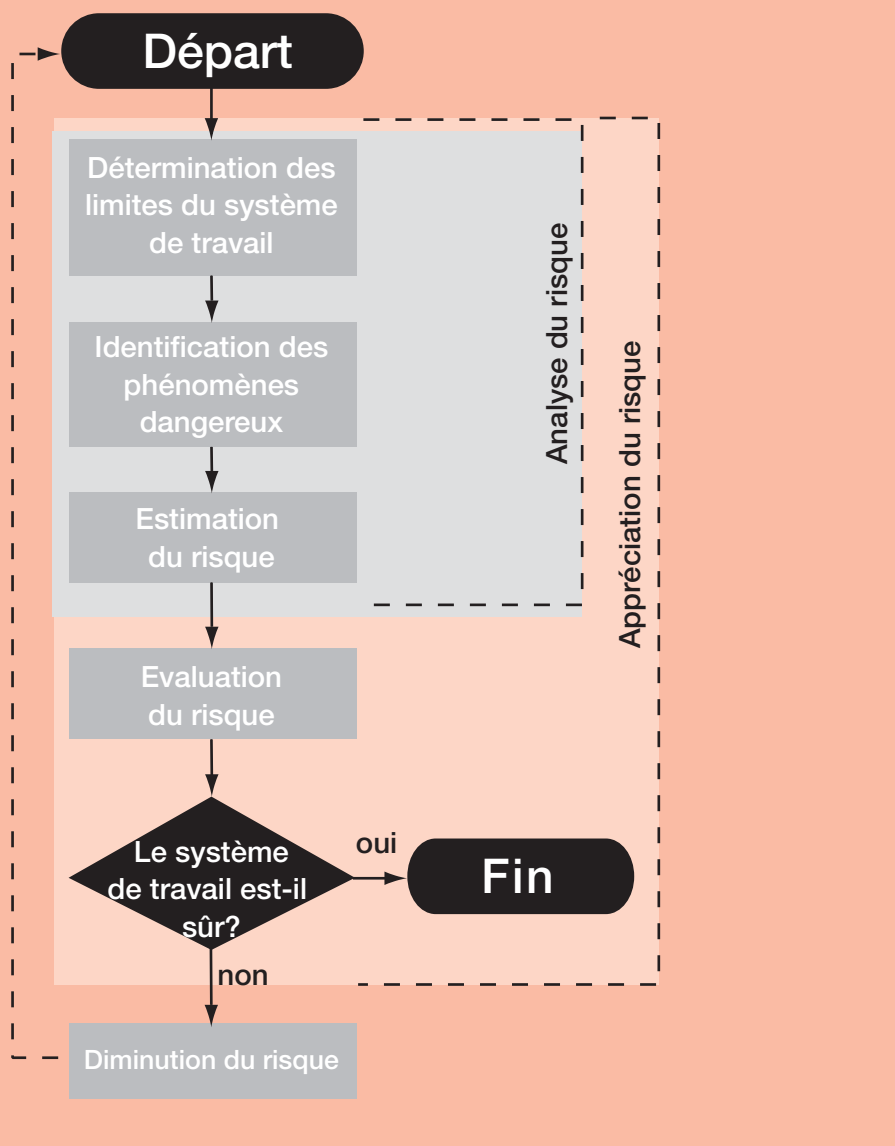 Départ
Détermination des
limites du système
de travail
Identification des
phénomènes
dangereux
Estimation
du risque
Analyse du risque
Appréciation du risque
Evaluation
du risque
Le système
de travail est-il
sûr?
oui
Fin
non
Diminution du risque